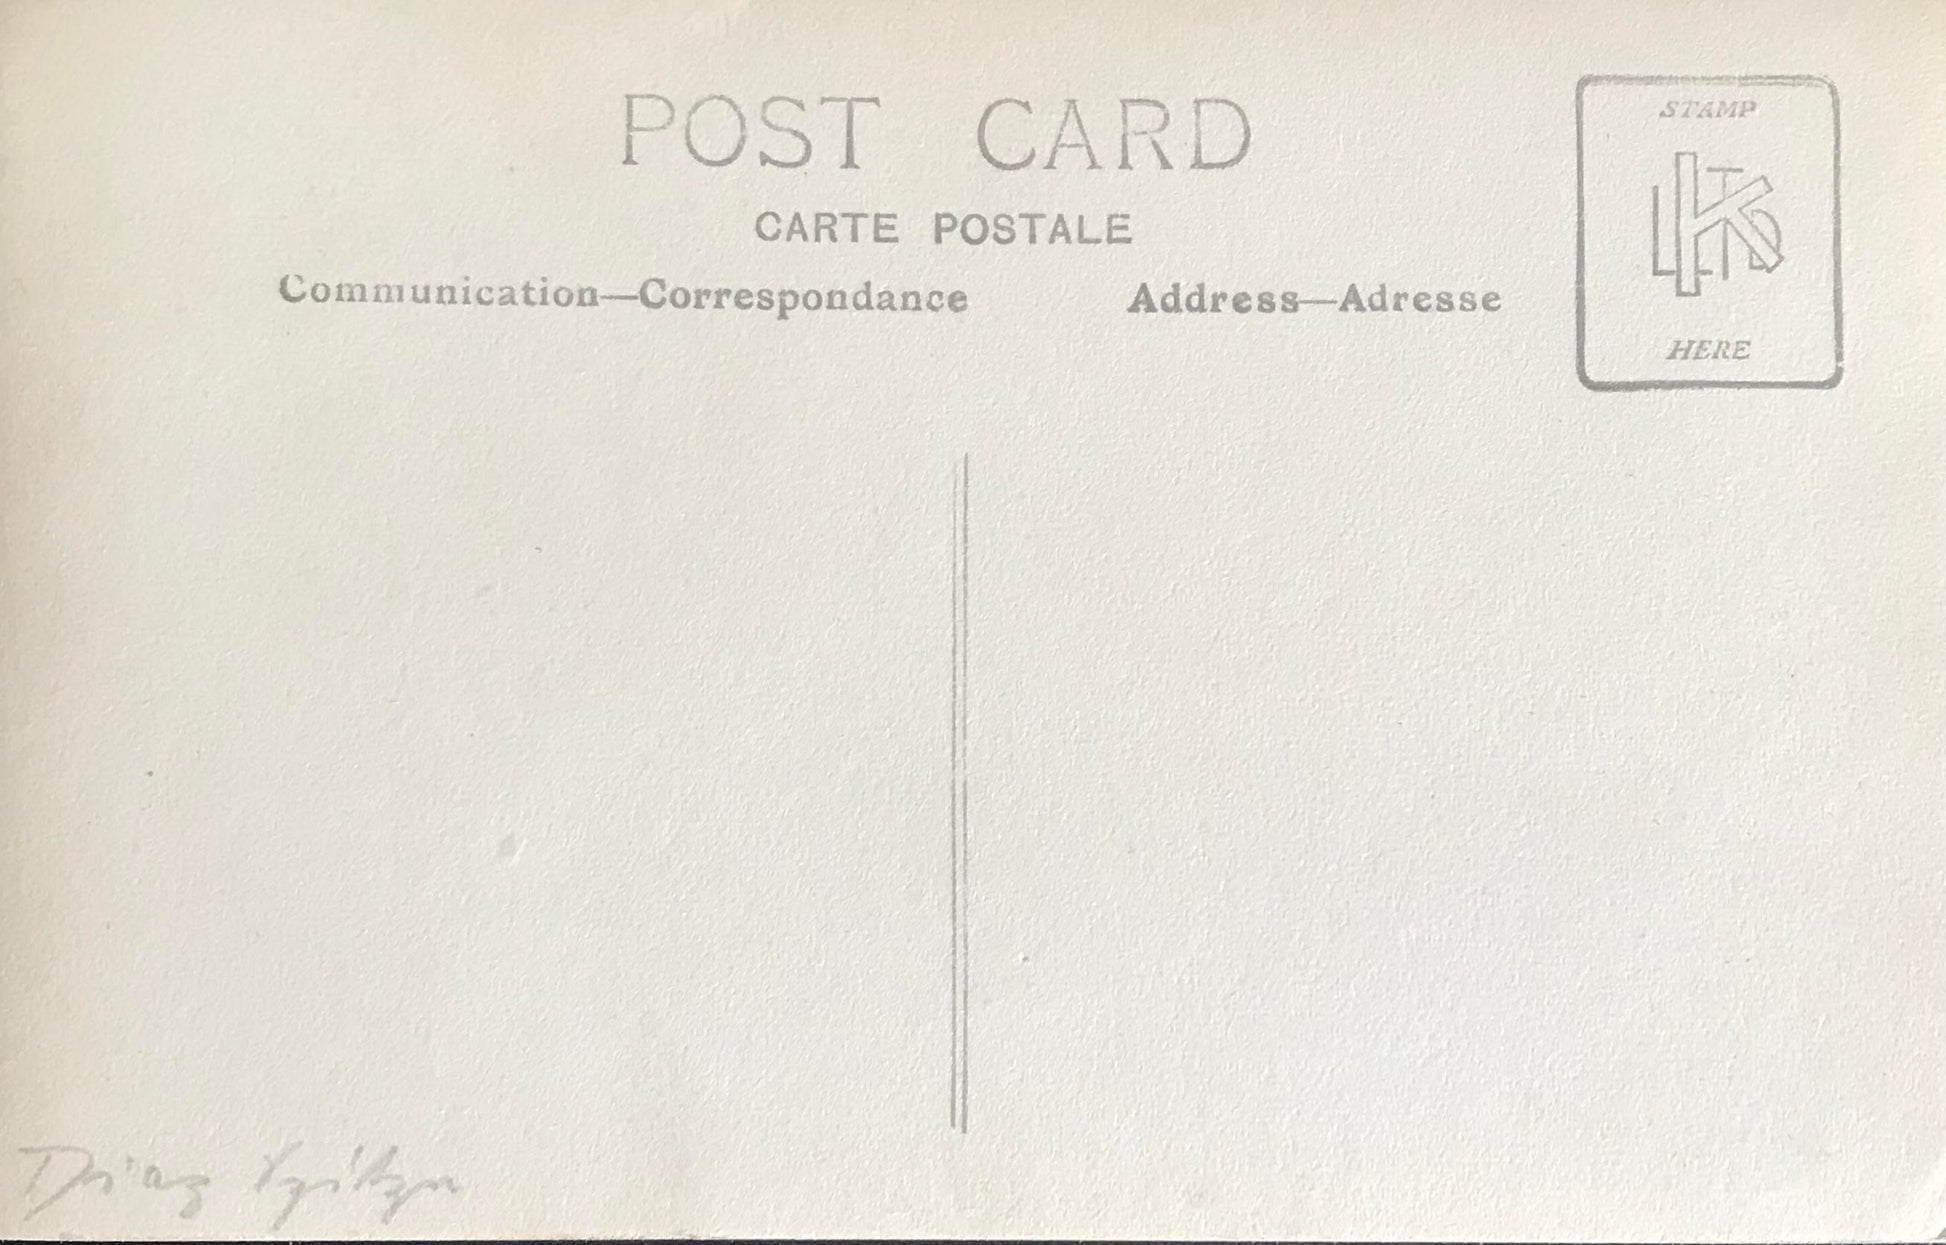 POST CARD
CARTE POSTALE
Communication—Correspondance
Address—Adresse
STAMP
HERE